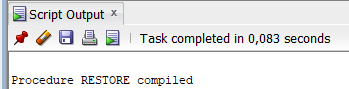 Script Output x
Task completed in 0,083 seconds
Procedure RESTORE compiled